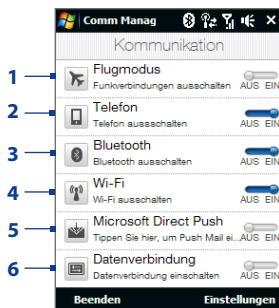 Comm Manag
Kommunikation
1 Flugmodus
Funkverbindungen ausschalten AUS EIN
2 Telefon
Telefon aussschalten AUS EIN
3 Bluetooth
Bluetooth ausschalten AUS EIN
4 Wi-Fi
Wi-Fi ausschalten AUS EIN
5 Microsoft Direct Push
Tippen Sie hier, um Push Mail ei... AUS EIN
6 Datenverbindung
Datenverbindung einschalten AUS EIN
Beenden Einstellungen